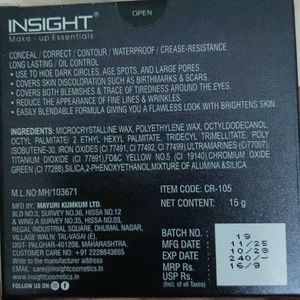 OPEN
INSIGHT
Make - up Essentials
CONCEAL / CORRECT / CONTOUR / WATERPROOF / CREASE-RESISTANCE
LONG LASTING / OIL CONTROL
• USE TO HIDE DARK CIRCLES, AGE SPOTS, AND LARGE PORES.
• COVERS SKIN DISCOLORATION SUCH AS BIRTHMARKS & SCARS.
• COVERS BOTH BLEMISHES & TRACE OF TIREDNESS AROUND THE EYES.
• REDUCE THE APPEARANCE OF FINE LINES & WRINKLES.
• EASILY BLENDABLE FORMULA GIVING YOU A FLAWLESS LOOK WITH BRIGHTENS SKIN
INGREDIENTS: MICROCRYSTALLINE WAX, POLYETHYLENE WAX, OCTYLDODECANOL
OCTYL PALMITATE/ 2 ETHYL HEXYL PALMITATE, TRIDECYL TRIMELLITATE, POLY
ISOBUTENE-30, IRON OXIDES (CI 77491, CI 77492, CI 77499), ULTRAMARINES (Ci77007),
TITANIUM DIOXIDE (CI 77891), FD&C YELLOW NO.5 (CI 19140), CHROMIUM OXIDE
GREEN (CI 77288), SILICA, 2-PHENOXYETHANOL, MIXTURE OF SILICA AND
M.L NO:MH/103671
ITEM CODE: CR-105
MFD BY: MAYURI KUMKUM LTD.
NET CONTENT: 15 g
BLD NO.3, SURVEY NO.36, HISSA NO.12
& WING A SURVEY NO.35, HISSA NO.03,
REGAL INDUSTRIAL SQUARE, DHUMAL NAGAR,
VILLAGE WALIV, TAL-VASAI (E),
DIST- PALGHAR-401208, MAHARASHTRA.
CUSTOMER CARE NO: +91 2228843655
Write to our marketing address or
email: care@insightcosmetics.in
www.insightcosmetics.in
BATCH NO. : 19
MFG DATE : 11/25
EXP DATE : 10/28
MRP Rs. : 240/-
USP Rs. : 16/9
(Incl. of all Taxes)